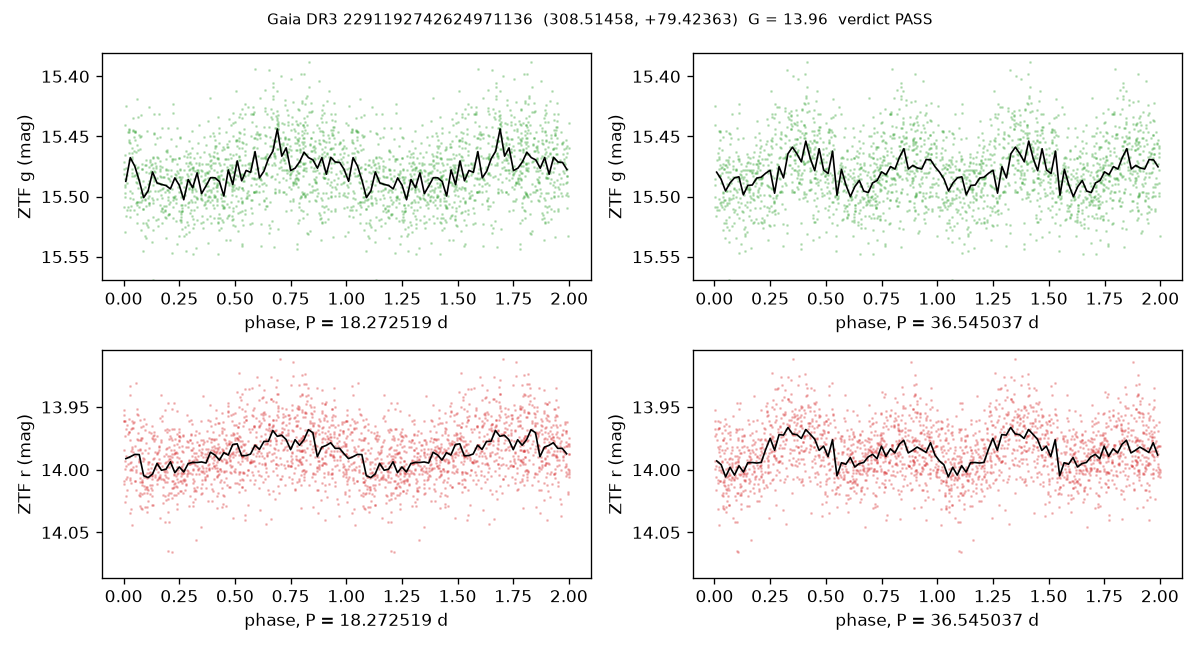 Gaia DR3 2291192742624971136  (308.51458, +79.42363)  G = 13.96  verdict PASS
ZTF g (mag)
15.40
15.45
15.50
15.55
0.00 0.25 0.50 0.75 1.00 1.25 1.50 1.75 2.00
phase, P = 18.272519 d
ZTF g (mag)
15.40
15.45
15.50
15.55
0.00 0.25 0.50 0.75 1.00 1.25 1.50 1.75 2.00
phase, P = 36.545037 d
ZTF r (mag)
13.95
14.00
14.05
0.00 0.25 0.50 0.75 1.00 1.25 1.50 1.75 2.00
phase, P = 18.272519 d
ZTF r (mag)
13.95
14.00
14.05
0.00 0.25 0.50 0.75 1.00 1.25 1.50 1.75 2.00
phase, P = 36.545037 d